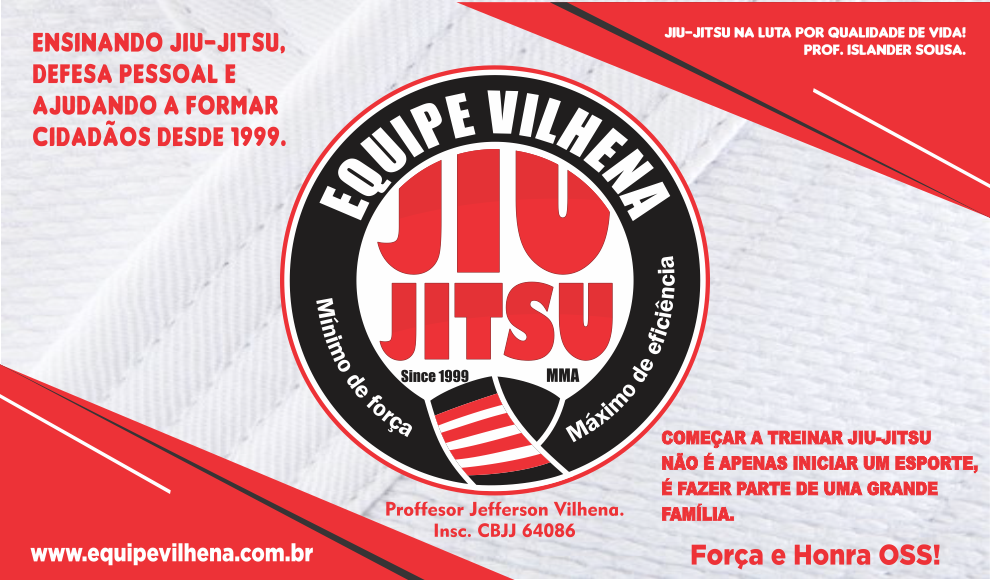 ENSINANDO JIU-JITSU,
DEFESA PESSOAL E
AJUDANDO A FORMAR
CIDADÃOS DESDE 1999.
JIU-JITSU NA LUTA POR QUALIDADE DE VIDA!
PROF. ISLANDER SOUSA.
EQUIPE VILHENA
JIU
JITSU
Since 1999
MMA
Mínimo de força
Máximo de eficiência
Proffesor Jefferson Vilhena.
Insc. CBJJ 64086
COMEÇAR A TREINAR JIU-JITSU
NÃO É APENAS INICIAR UM ESPORTE,
É FAZER PARTE DE UMA GRANDE
FAMÍLIA.
www.equipevilhena.com.br
Força e Honra OSS!